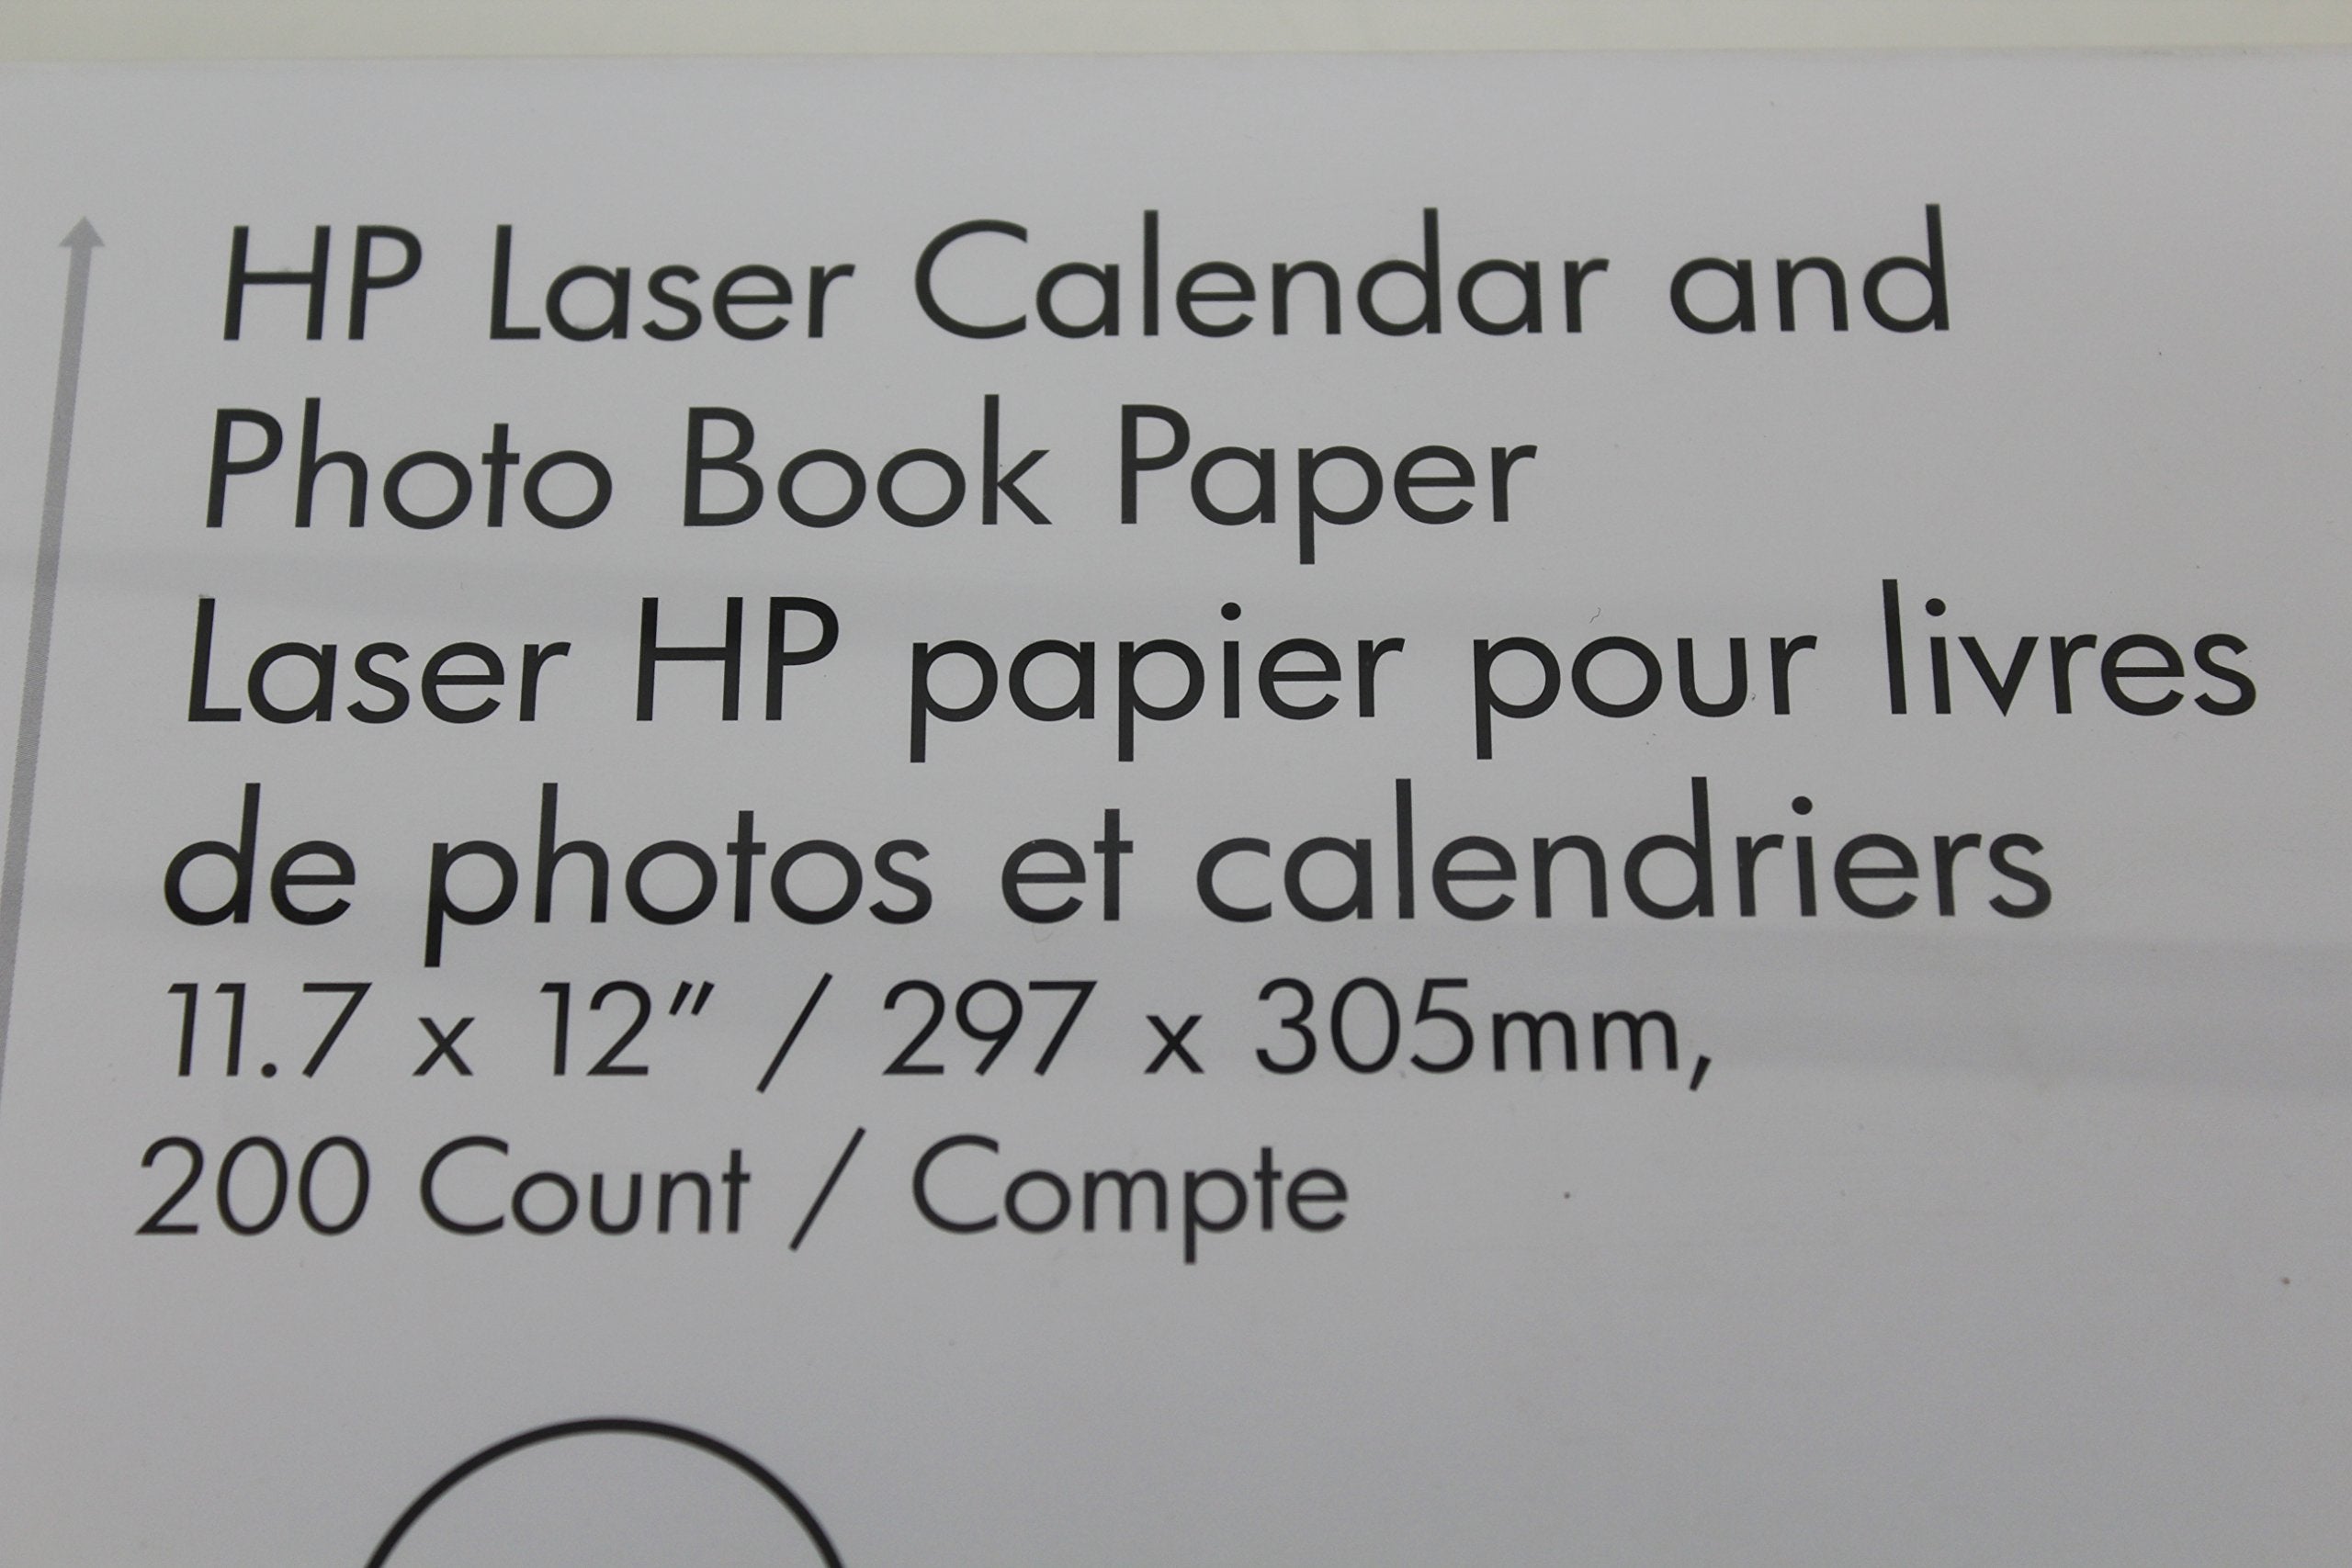 HP Laser Calendar and
Photo Book Paper
Laser HP papier pour livres
de photos et calendriers
11.7 x 12" / 297 x 305mm,
200 Count / Compte